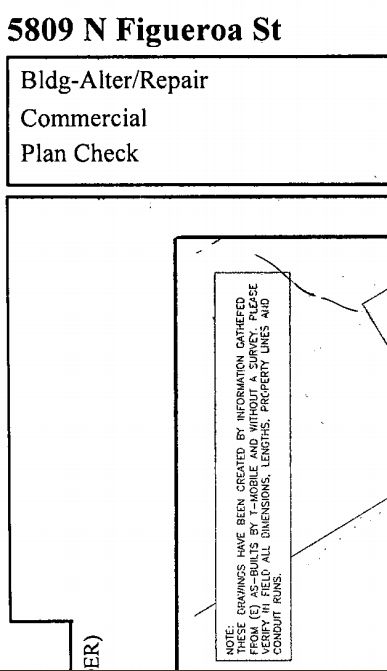 5809 N Figueroa St
Bldg-Alter/Repair
Commercial
Plan Check
NOTE:
THESE DRAWINGS HAVE BEEN CREATED BY INFORMATION GATHERED
FROM (E) AS-BUILTS BY T-MOBILE AND WITHOUT A SURVEY. PLEASE
VERIFY IN FIELD ALL DIMENSIONS, LENGTHS, PROPERTY LINES AND
CONDUIT RUNS.
DER)